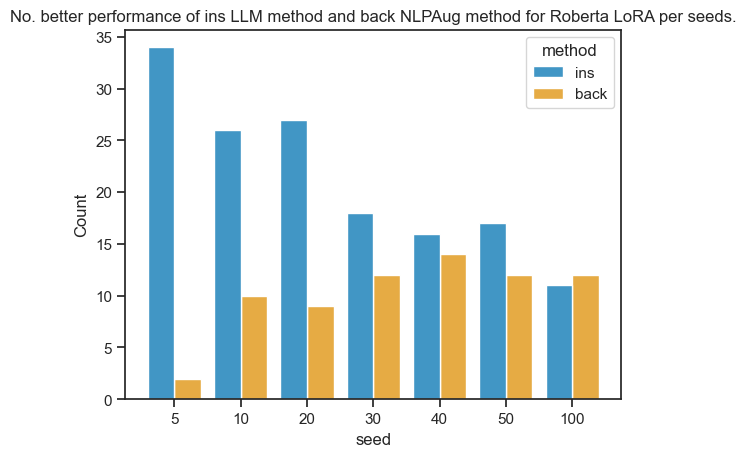 No. better performance of ins LLM method and back NLPAug method for Roberta LoRA per seeds.
method
ins
back
35
30
25
20
15
10
5
0
Count
5 10 20 30 40 50 100
seed